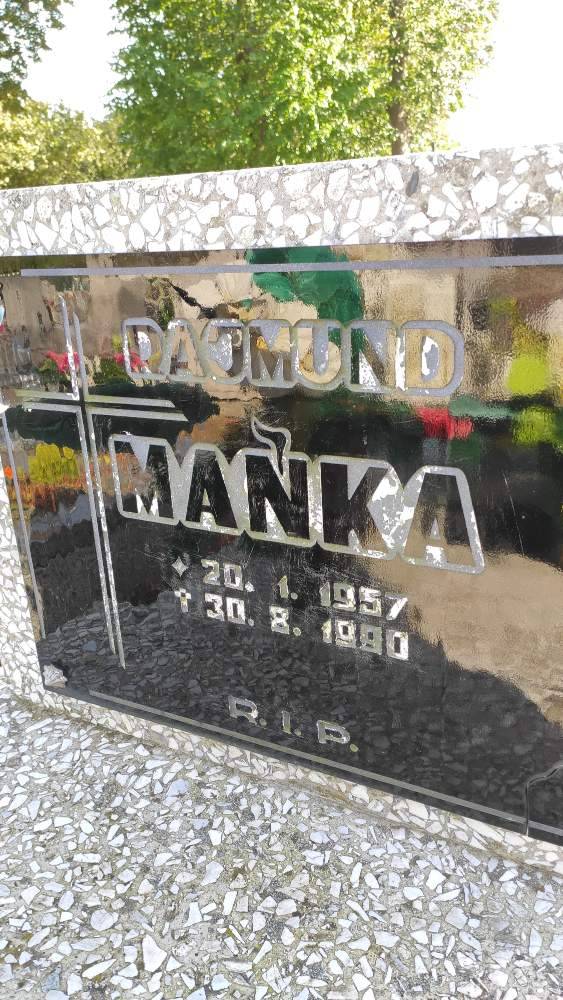 RAJMUND
MAŃKA
✧ 20. 1. 1957
✝ 30. 8. 1990
R.I.P.